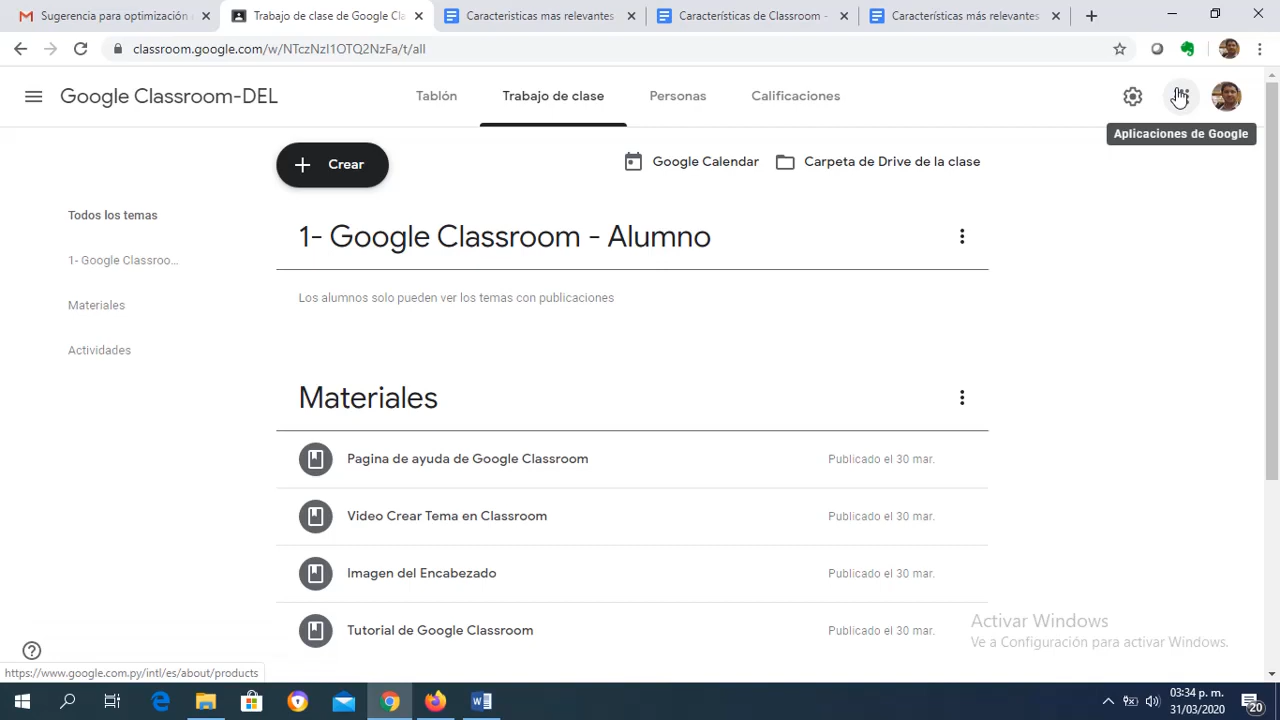 Sugerencia para optimización
Trabajo de clase de Google Cla
Características mas relevantes
Características de Classroom -
Características más relevantes
classroom.google.com/w/NTczNzI1OTQ2NzFa/t/all
Google Classroom-DEL
Tablón
Trabajo de clase
Personas
Calificaciones
Aplicaciones de Google
Crear
Google Calendar
Carpeta de Drive de la clase
Todos los temas
1- Google Classroo...
Materiales
Actividades
1- Google Classroom - Alumno
Los alumnos solo pueden ver los temas con publicaciones
Materiales
Pagina de ayuda de Google Classroom
Publicado el 30 mar.
Video Crear Tema en Classroom
Publicado el 30 mar.
Imagen del Encabezado
Publicado el 30 mar.
Tutorial de Google Classroom
Publicado el 30 mar.
Activar Windows
Ve a Configuración para activar Windows.
https://www.google.com.py/intl/es/about/products
03:34 p. m.
31/03/2020
20